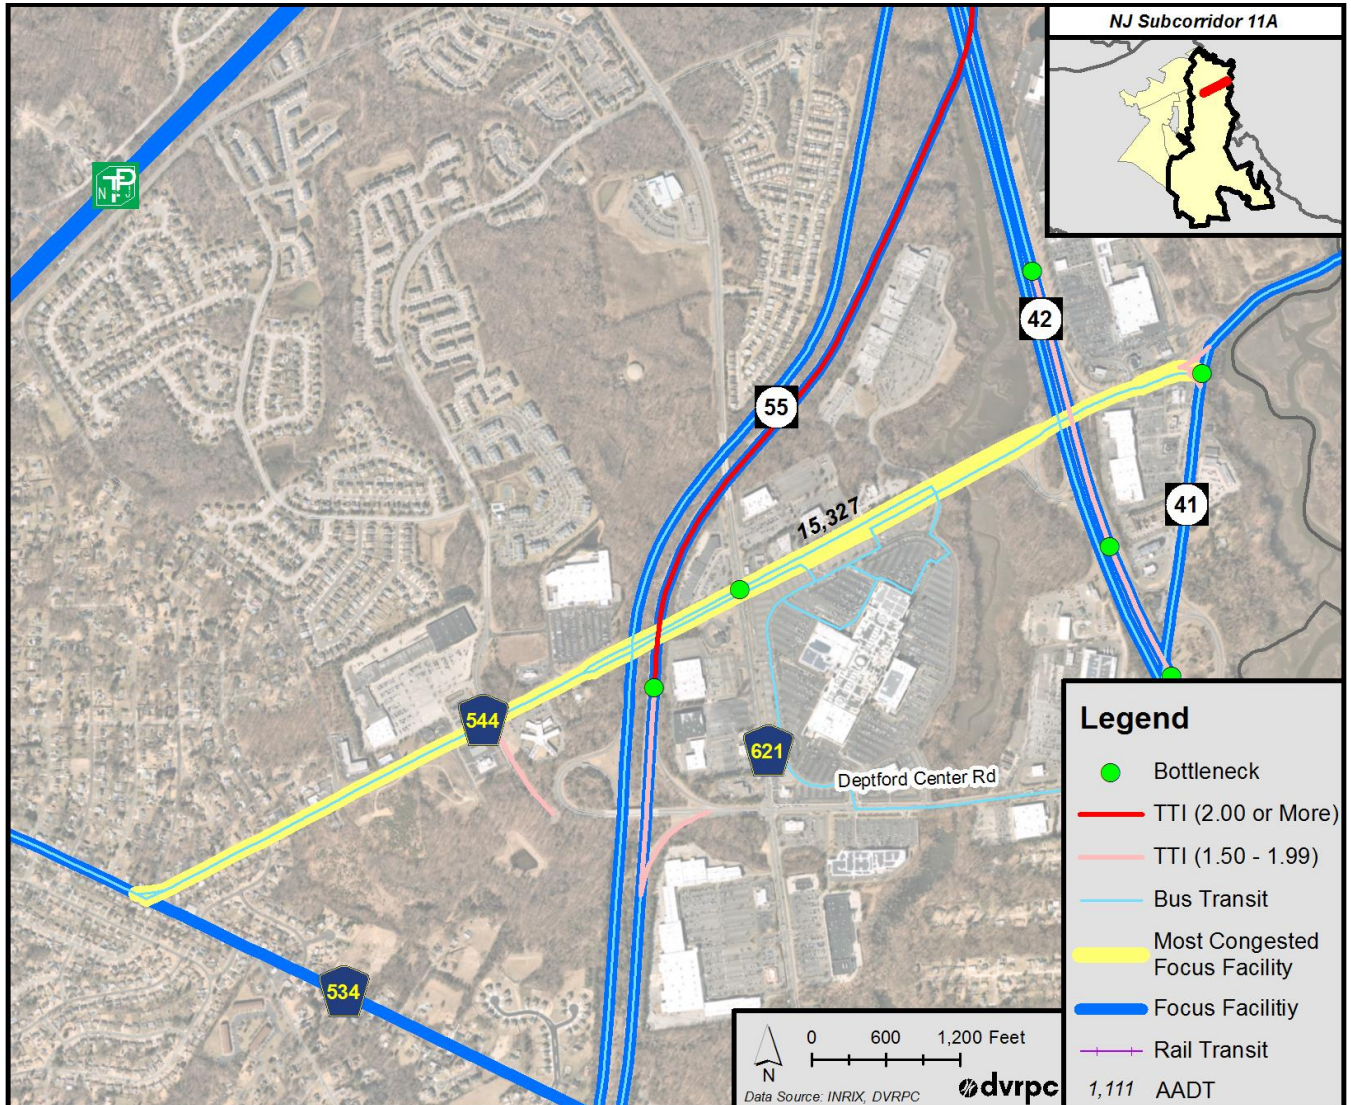 NJ Subcorridor 11A
N TP J
42
55
41
15,327
544
621
Deptford Center Rd
534
Legend
Bottleneck
TTI (2.00 or More)
TTI (1.50 - 1.99)
Bus Transit
Most Congested
Focus Facility
Focus Facilitiy
Rail Transit
1,111 AADT
0 600 1,200 Feet
N
Data Source: INRIX, DVRPC
dvrpc